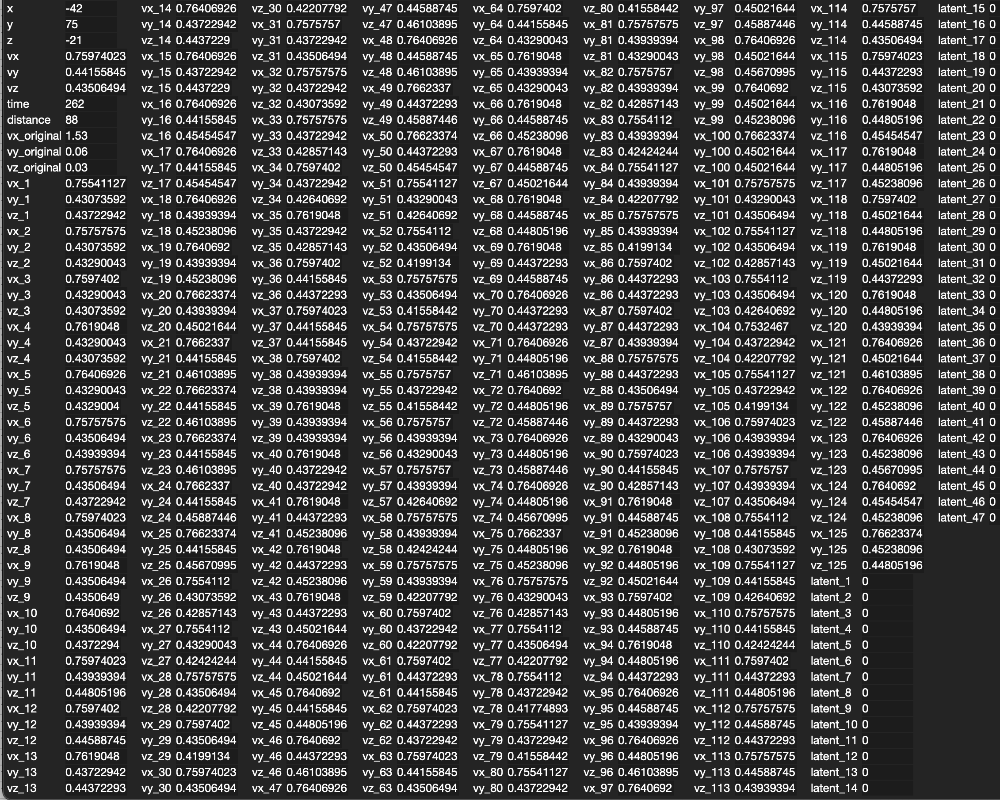 x -42
y 75
z -21
vx 0.75974023
vy 0.44155845
vz 0.43506494
time 262
distance 88
vx_original 1.53
vy_original 0.06
vz_original 0.03
vx_1 0.75541127
vy_1 0.43073592
vz_1 0.43722942
vx_2 0.75757575
vy_2 0.43073592
vz_2 0.43290043
vx_3 0.7597402
vy_3 0.43290043
vz_3 0.43073592
vx_4 0.7619048
vy_4 0.43290043
vz_4 0.43073592
vx_5 0.76406926
vy_5 0.43290043
vz_5 0.4329004
vx_6 0.75757575
vy_6 0.43506494
vz_6 0.43939394
vx_7 0.75757575
vy_7 0.43506494
vz_7 0.43722942
vx_8 0.75974023
vy_8 0.43506494
vz_8 0.43506494
vx_9 0.7619048
vy_9 0.43506494
vz_9 0.4350649
vx_10 0.7640692
vy_10 0.43506494
vz_10 0.4372294
vx_11 0.75974023
vy_11 0.43939394
vz_11 0.44805196
vx_12 0.7597402
vy_12 0.43939394
vz_12 0.44588745
vx_13 0.7619048
vy_13 0.43722942
vz_13 0.44372293
vx_14 0.76406926
vy_14 0.43722942
vz_14 0.4437229
vx_15 0.76406926
vy_15 0.43722942
vz_15 0.4437229
vx_16 0.76406926
vy_16 0.44155845
vz_16 0.45454547
vx_17 0.76406926
vy_17 0.44155845
vz_17 0.45454547
vx_18 0.76406926
vy_18 0.43939394
vz_18 0.45238096
vx_19 0.7640692
vy_19 0.43939394
vz_19 0.45238096
vx_20 0.76623374
vy_20 0.43939394
vz_20 0.45021644
vx_21 0.7662337
vy_21 0.44155845
vz_21 0.46103895
vx_22 0.76623374
vy_22 0.44155845
vz_22 0.46103895
vx_23 0.76623374
vy_23 0.44155845
vz_23 0.46103895
vx_24 0.7662337
vy_24 0.44155845
vz_24 0.45887446
vx_25 0.76623374
vy_25 0.44155845
vz_25 0.45670995
vx_26 0.7554112
vy_26 0.43073592
vz_26 0.42857143
vx_27 0.7554112
vy_27 0.43290043
vz_27 0.42424244
vx_28 0.75757575
vy_28 0.43506494
vz_28 0.42207792
vx_29 0.7597402
vy_29 0.43506494
vz_29 0.4199134
vx_30 0.75974023
vy_30 0.43506494
vz_30 0.42207792
vx_31 0.7575757
vy_31 0.43722942
vz_31 0.43506494
vx_32 0.75757575
vy_32 0.43722942
vz_32 0.43073592
vx_33 0.75757575
vy_33 0.43722942
vz_33 0.42857143
vx_34 0.7597402
vy_34 0.43722942
vz_34 0.42640692
vx_35 0.7619048
vy_35 0.43722942
vz_35 0.42857143
vx_36 0.7597402
vy_36 0.44155845
vz_36 0.44372293
vx_37 0.75974023
vy_37 0.44155845
vz_37 0.44155845
vx_38 0.7597402
vy_38 0.43939394
vz_38 0.43939394
vx_39 0.7619048
vy_39 0.43939394
vz_39 0.43939394
vx_40 0.7619048
vy_40 0.43722942
vz_40 0.43722942
vx_41 0.7619048
vy_41 0.44372293
vz_41 0.45238096
vx_42 0.7619048
vy_42 0.44372293
vz_42 0.45238096
vx_43 0.7619048
vy_43 0.44372293
vz_43 0.45021644
vx_44 0.76406926
vy_44 0.44155845
vz_44 0.45021644
vx_45 0.7640692
vy_45 0.44155845
vz_45 0.44805196
vx_46 0.7640692
vy_46 0.44372293
vz_46 0.46103895
vx_47 0.76406926
vy_47 0.44588745
vz_47 0.46103895
vx_48 0.76406926
vy_48 0.44588745
vz_48 0.46103895
vx_49 0.7662337
vy_49 0.44372293
vz_49 0.45887446
vx_50 0.76623374
vy_50 0.44372293
vz_50 0.45454547
vx_51 0.75541127
vy_51 0.43290043
vz_51 0.42640692
vx_52 0.7554112
vy_52 0.43506494
vz_52 0.4199134
vx_53 0.75757575
vy_53 0.43506494
vz_53 0.41558442
vx_54 0.75757575
vy_54 0.43722942
vz_54 0.41558442
vx_55 0.7575757
vy_55 0.43722942
vz_55 0.41558442
vx_56 0.7575757
vy_56 0.43939394
vz_56 0.43290043
vx_57 0.7575757
vy_57 0.43939394
vz_57 0.42640692
vx_58 0.75757575
vy_58 0.43939394
vz_58 0.42424244
vx_59 0.75757575
vy_59 0.43939394
vz_59 0.42207792
vx_60 0.7597402
vy_60 0.43722942
vz_60 0.42207792
vx_61 0.7597402
vy_61 0.44372293
vz_61 0.44155845
vx_62 0.75974023
vy_62 0.44372293
vz_62 0.43722942
vx_63 0.75974023
vy_63 0.44155845
vz_63 0.43506494
vx_64 0.7597402
vy_64 0.44155845
vz_64 0.43290043
vx_65 0.7619048
vy_65 0.43939394
vz_65 0.43290043
vx_66 0.7619048
vy_66 0.44588745
vz_66 0.45238096
vx_67 0.7619048
vy_67 0.44588745
vz_67 0.45021644
vx_68 0.7619048
vy_68 0.44588745
vz_68 0.44805196
vx_69 0.7619048
vy_69 0.44372293
vz_69 0.44588745
vx_70 0.76406926
vy_70 0.44372293
vz_70 0.44372293
vx_71 0.76406926
vy_71 0.44805196
vz_71 0.46103895
vx_72 0.7640692
vy_72 0.44805196
vz_72 0.45887446
vx_73 0.76406926
vy_73 0.44805196
vz_73 0.45887446
vx_74 0.76406926
vy_74 0.44805196
vz_74 0.45670995
vx_75 0.7662337
vy_75 0.44805196
vz_75 0.45238096
vx_76 0.75757575
vy_76 0.43290043
vz_76 0.42857143
vx_77 0.7554112
vy_77 0.43506494
vz_77 0.42207792
vx_78 0.7554112
vy_78 0.43722942
vz_78 0.41774893
vx_79 0.75541127
vy_79 0.43722942
vz_79 0.41558442
vx_80 0.75541127
vy_80 0.43722942
vz_80 0.41558442
vx_81 0.75757575
vy_81 0.43939394
vz_81 0.43290043
vx_82 0.7575757
vy_82 0.43939394
vz_82 0.42857143
vx_83 0.7554112
vy_83 0.43939394
vz_83 0.42424244
vx_84 0.75541127
vy_84 0.43939394
vz_84 0.42207792
vx_85 0.75757575
vy_85 0.43939394
vz_85 0.4199134
vx_86 0.7597402
vy_86 0.44372293
vz_86 0.44372293
vx_87 0.7597402
vy_87 0.44372293
vz_87 0.43939394
vx_88 0.75757575
vy_88 0.44372293
vz_88 0.43506494
vx_89 0.7575757
vy_89 0.44372293
vz_89 0.43290043
vx_90 0.75974023
vy_90 0.44155845
vz_90 0.42857143
vx_91 0.7619048
vy_91 0.44588745
vz_91 0.45238096
vx_92 0.7619048
vy_92 0.44805196
vz_92 0.45021644
vx_93 0.7597402
vy_93 0.44805196
vz_93 0.44588745
vx_94 0.7619048
vy_94 0.44805196
vz_94 0.44372293
vx_95 0.76406926
vy_95 0.44588745
vz_95 0.43939394
vx_96 0.76406926
vy_96 0.44805196
vz_96 0.46103895
vx_97 0.7640692
vy_97 0.45021644
vz_97 0.45887446
vx_98 0.76406926
vy_98 0.45021644
vz_98 0.45670995
vx_99 0.7640692
vy_99 0.45021644
vz_99 0.45238096
vx_100 0.76623374
vy_100 0.45021644
vz_100 0.45021644
vx_101 0.75757575
vy_101 0.43290043
vz_101 0.43506494
vx_102 0.75541127
vy_102 0.43506494
vz_102 0.42857143
vx_103 0.7554112
vy_103 0.43506494
vz_103 0.42640692
vx_104 0.7532467
vy_104 0.43722942
vz_104 0.42207792
vx_105 0.75541127
vy_105 0.43722942
vz_105 0.4199134
vx_106 0.75974023
vy_106 0.43939394
vz_106 0.43939394
vx_107 0.7575757
vy_107 0.43939394
vz_107 0.43506494
vx_108 0.7554112
vy_108 0.44155845
vz_108 0.43073592
vx_109 0.75541127
vy_109 0.44155845
vz_109 0.42640692
vx_110 0.75757575
vy_110 0.44155845
vz_110 0.42424244
vx_111 0.7597402
vy_111 0.44372293
vz_111 0.44805196
vx_112 0.75757575
vy_112 0.44588745
vz_112 0.44372293
vx_113 0.75757575
vy_113 0.44588745
vz_113 0.43939394
vx_114 0.7575757
vy_114 0.44588745
vz_114 0.43506494
vx_115 0.75974023
vy_115 0.44372293
vz_115 0.43073592
vx_116 0.7619048
vy_116 0.44805196
vz_116 0.45454547
vx_117 0.7619048
vy_117 0.44805196
vz_117 0.45238096
vx_118 0.7597402
vy_118 0.45021644
vz_118 0.44805196
vx_119 0.7619048
vy_119 0.45021644
vz_119 0.44372293
vx_120 0.7619048
vy_120 0.44805196
vz_120 0.43939394
vx_121 0.76406926
vy_121 0.45021644
vz_121 0.46103895
vx_122 0.76406926
vy_122 0.45238096
vz_122 0.45887446
vx_123 0.76406926
vy_123 0.45238096
vz_123 0.45670995
vx_124 0.7640692
vy_124 0.45454547
vz_124 0.45238096
vx_125 0.76623374
vy_125 0.45238096
vz_125 0.44805196
latent_1 0
latent_2 0
latent_3 0
latent_4 0
latent_5 0
latent_6 0
latent_7 0
latent_8 0
latent_9 0
latent_10 0
latent_11 0
latent_12 0
latent_13 0
latent_14 0
latent_15 0
latent_16 0
latent_17 0
latent_18 0
latent_19 0
latent_20 0
latent_21 0
latent_22 0
latent_23 0
latent_24 0
latent_25 0
latent_26 0
latent_27 0
latent_28 0
latent_29 0
latent_30 0
latent_31 0
latent_32 0
latent_33 0
latent_34 0
latent_35 0
latent_36 0
latent_37 0
latent_38 0
latent_39 0
latent_40 0
latent_41 0
latent_42 0
latent_43 0
latent_44 0
latent_45 0
latent_46 0
latent_47 0